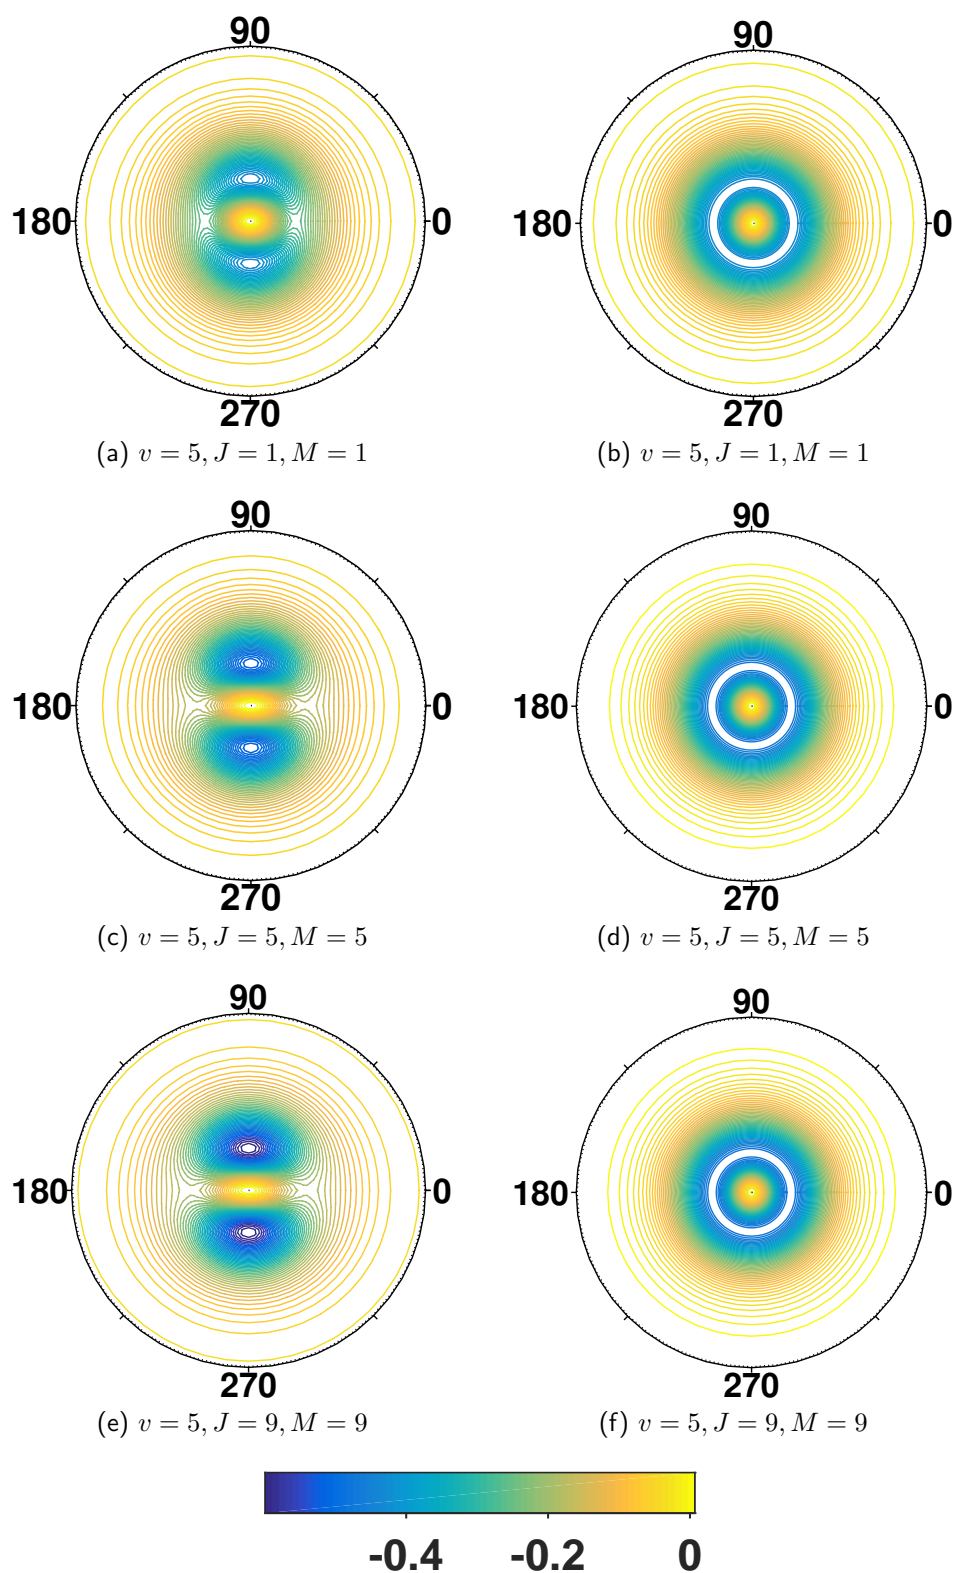 90 90
180 0 180 0
270 270
(a) v = 5, J = 1, M = 1 (b) v = 5, J = 1, M = 1
90 90
180 0 180 0
270 270
(c) v = 5, J = 5, M = 5 (d) v = 5, J = 5, M = 5
90 90
180 0 180 0
270 270
(e) v = 5, J = 9, M = 9 (f) v = 5, J = 9, M = 9
-0.4 -0.2 0